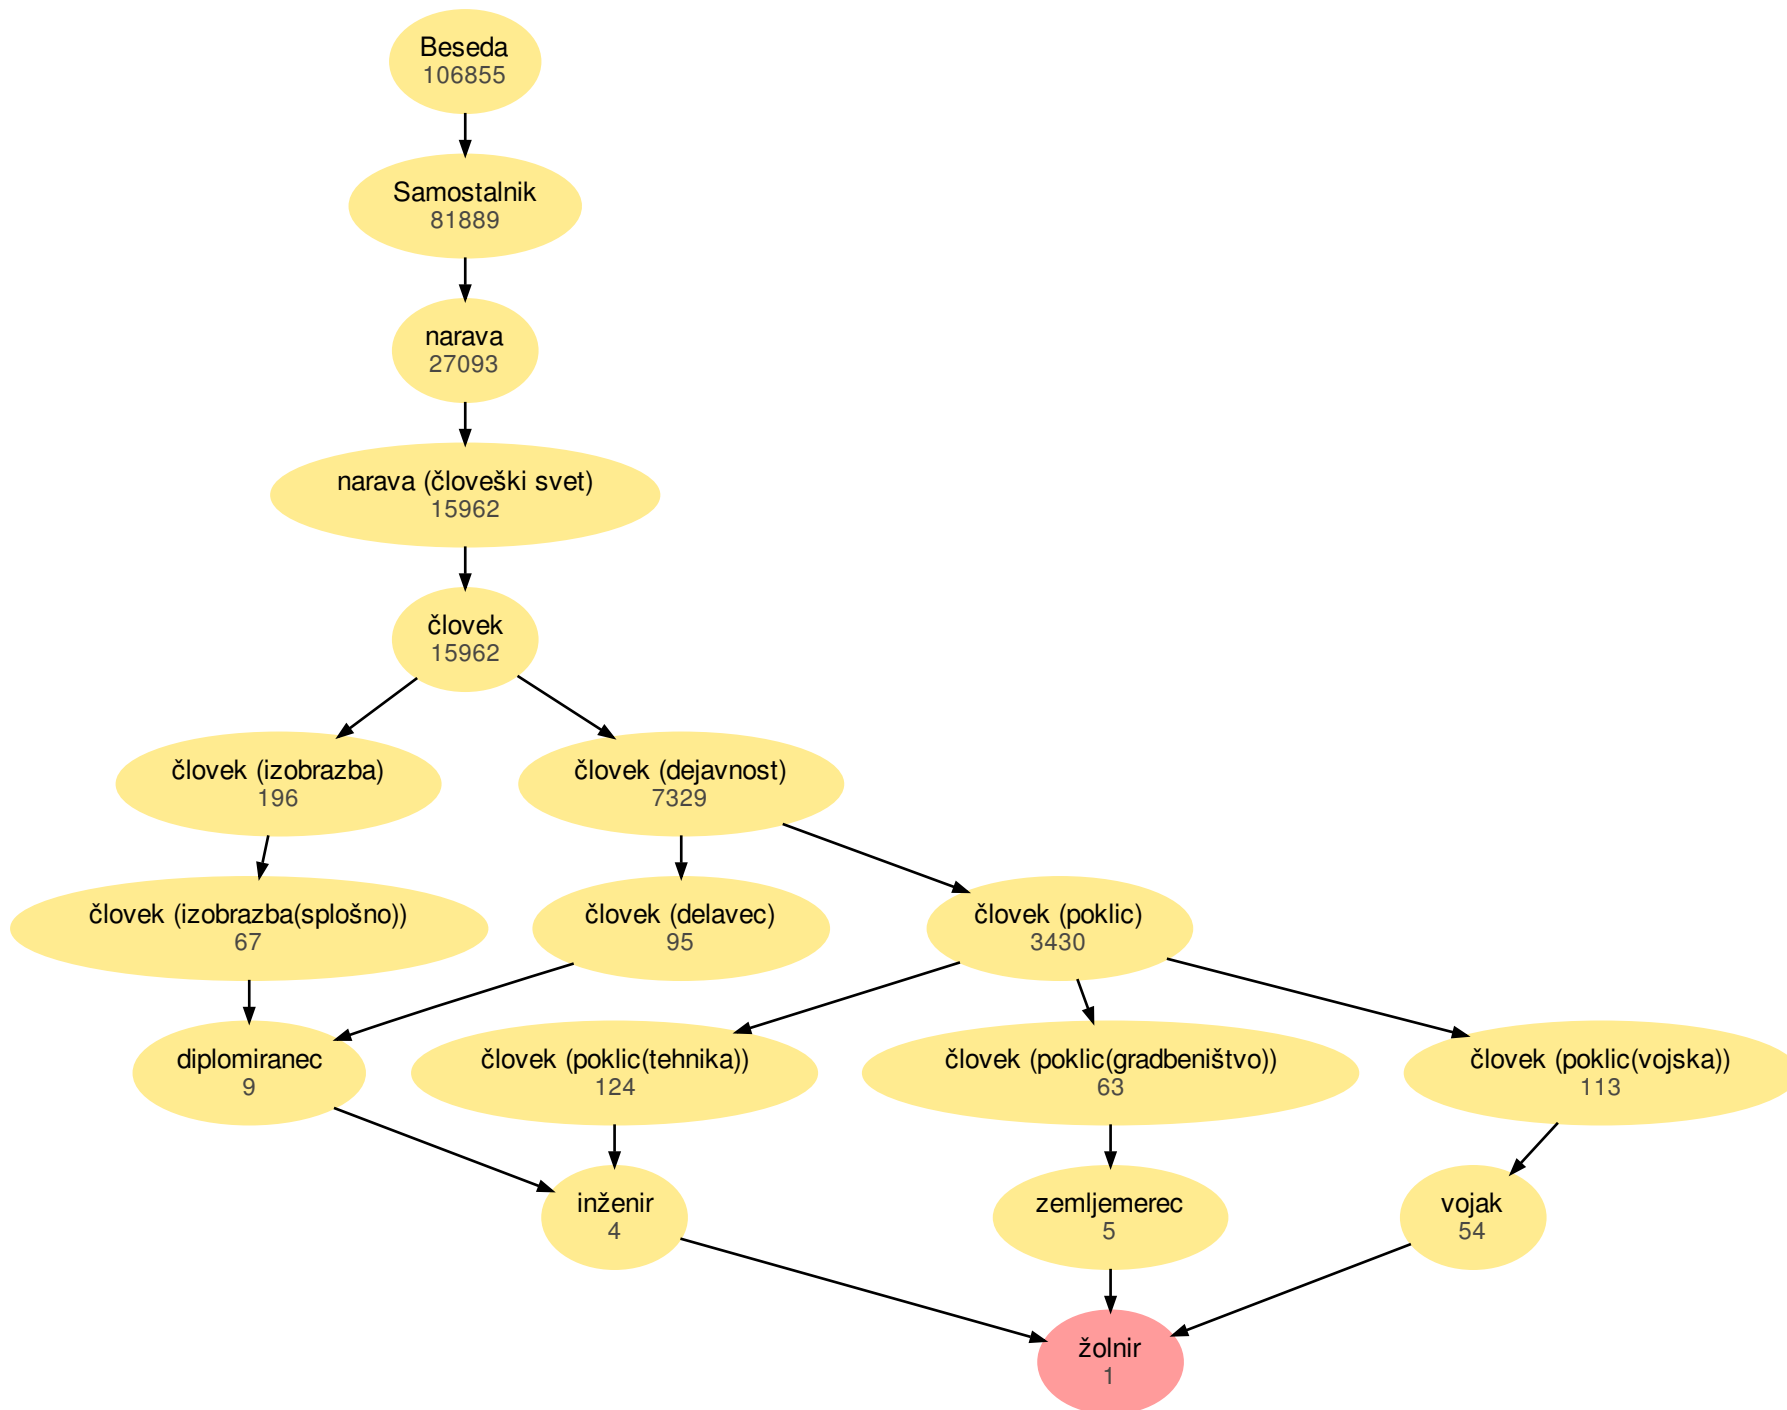 Beseda
106855
Samostalnik
81889
narava
27093
narava (človeški svet)
15962
človek
15962
človek (izobrazba)
196
človek (dejavnost)
7329
človek (izobrazba(splošno))
67
človek (delavec)
95
človek (poklic)
3430
diplomiranec
9
človek (poklic(tehnika))
124
človek (poklic(gradbeništvo))
63
človek (poklic(vojska))
113
inženir
4
zemljemerec
5
vojak
54
žolnir
1